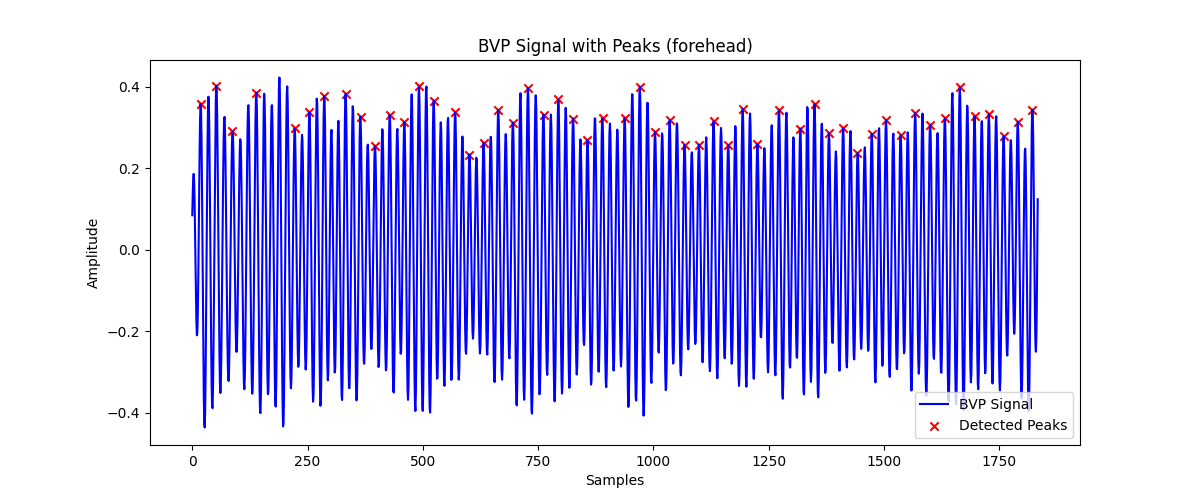 BVP Signal with Peaks (forehead)
0.4
0.2
0.0
−0.2
−0.4
Amplitude
0 250 500 750 1000 1250 1500 1750
Samples
BVP Signal
Detected Peaks